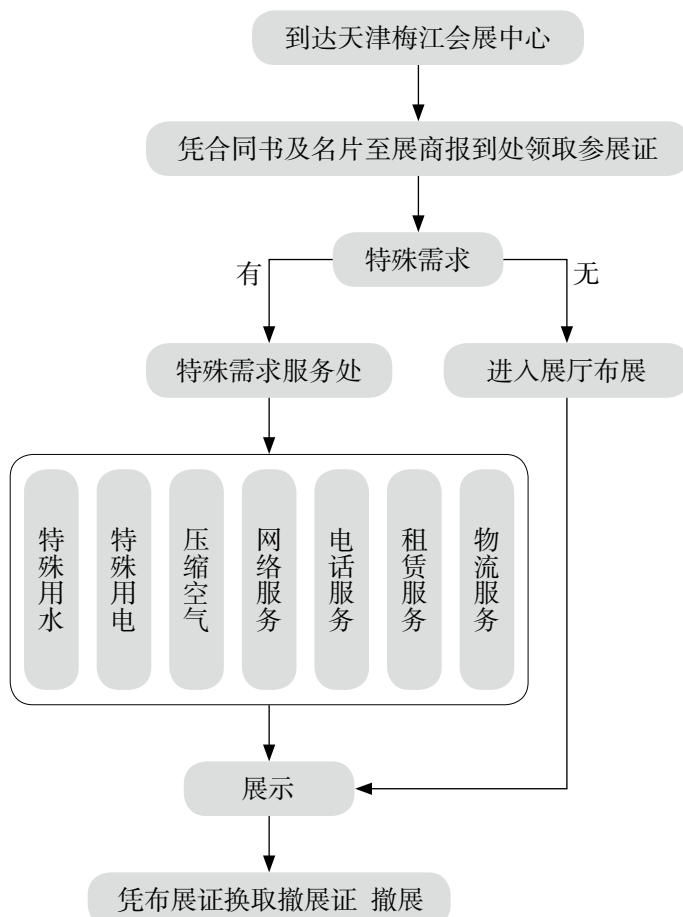 到达天津梅江会展中心
凭合同书及名片至展商报到处领取参展证
特殊需求
有
无
特殊需求服务处
进入展厅布展
特殊用水
特殊用电
压缩空气
网络服务
电话服务
租赁服务
物流服务
展示
凭布展证换取撤展证 撤展